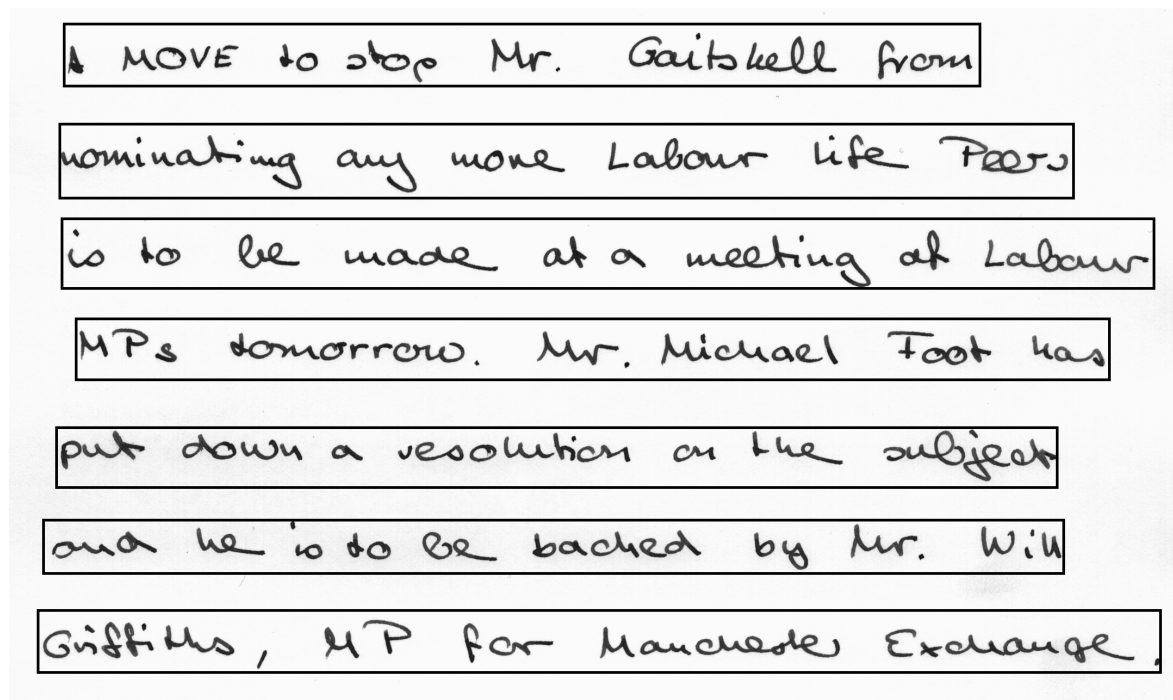 A MOVE to stop Mr. Gaitskell from
nominating any more Labour life Peers
is to be made at a meeting of Labour
MPs tomorrow. Mr. Michael Foot has
put down a resolution on the subject
and he is to be backed by Mr. Will
Griffiths, MP for Manchester Exchange.